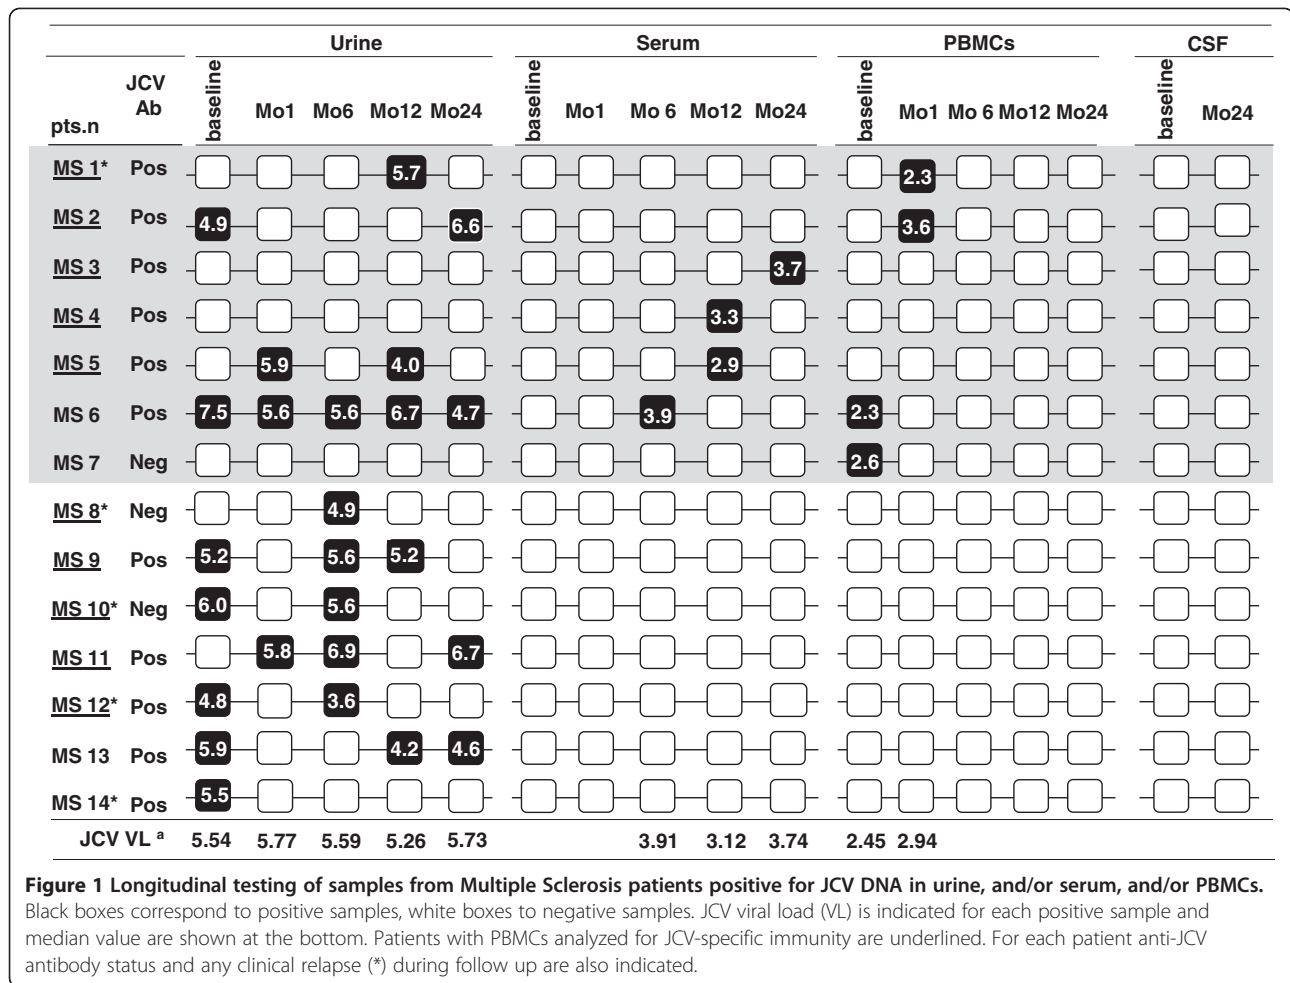 Urine Serum PBMCs CSF
pts.n JCV Ab baseline Mo1 Mo6 Mo12 Mo24 baseline Mo1 Mo 6 Mo12 Mo24 baseline Mo1 Mo 6 Mo12 Mo24 baseline Mo24
MS 1* Pos 5.7 2.3
MS 2 Pos 4.9 6.6 3.6
MS 3 Pos 3.7
MS 4 Pos 3.3
MS 5 Pos 5.9 4.0 2.9
MS 6 Pos 7.5 5.6 5.6 6.7 4.7 3.9 2.3
MS 7 Neg 2.6
MS 8* Neg 4.9
MS 9 Pos 5.2 5.6 5.2
MS 10* Neg 6.0 5.6
MS 11 Pos 5.8 6.9 6.7
MS 12* Pos 4.8 3.6
MS 13 Pos 5.9 4.2 4.6
MS 14* Pos 5.5
JCV VL a 5.54 5.77 5.59 5.26 5.73 3.91 3.12 3.74 2.45 2.94
Figure 1 Longitudinal testing of samples from Multiple Sclerosis patients positive for JCV DNA in urine, and/or serum, and/or PBMCs.
Black boxes correspond to positive samples, white boxes to negative samples. JCV viral load (VL) is indicated for each positive sample and
median value are shown at the bottom. Patients with PBMCs analyzed for JCV-specific immunity are underlined. For each patient anti-JCV
antibody status and any clinical relapse (*) during follow up are also indicated.